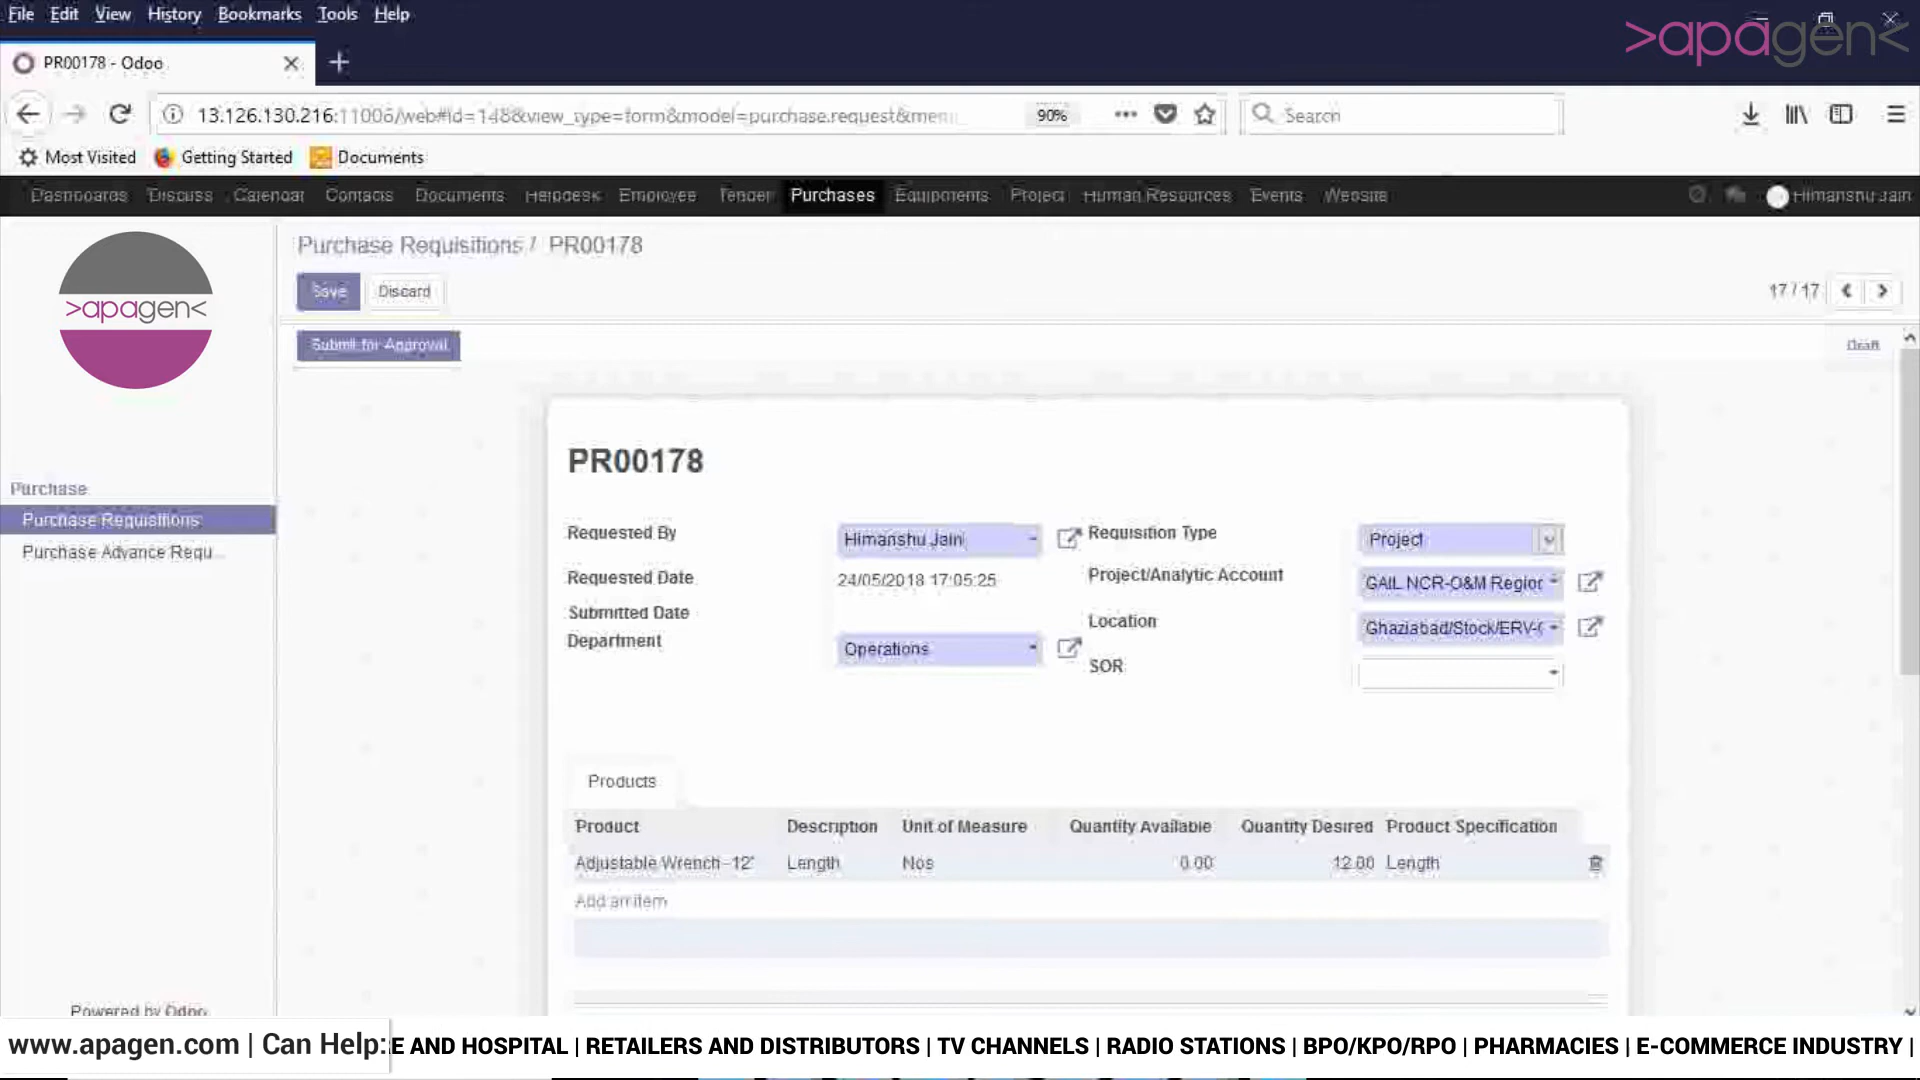 File Edit View History Bookmarks Tools Help
>apagen<
PR00178 - Odoo
13.126.130.216:11006/web#id=148&view_type=form&model=purchase.request&menu
90%
Search
Most Visited Getting Started Documents
Dashboards Discuss Calendar Contacts Documents Helpdesk Employee Tender Purchases Equipments Project Human Resources Events Website Himanshu Jain
>apagen<
Purchase Requisitions / PR00178
Save Discard
17 / 17
Submit for Approval
Draft
Purchase
Purchase Requisitions
Purchase Advance Requ...
PR00178
Requested By Himanshu Jain
Requisition Type Project
Requested Date 24/05/2018 17:05:25
Project/Analytic Account GAIL NCR-O&M Region
Submitted Date
Location Ghaziabad/Stock/ERV-
Department Operations
SOR
Products
Product Description Unit of Measure Quantity Available Quantity Desired Product Specification
Adjustable Wrench -12" Length Nos 0.00 12.00 Length
Add an item
Powered by Odoo
www.apagen.com | Can Help: E AND HOSPITAL | RETAILERS AND DISTRIBUTORS | TV CHANNELS | RADIO STATIONS | BPO/KPO/RPO | PHARMACIES | E-COMMERCE INDUSTRY |